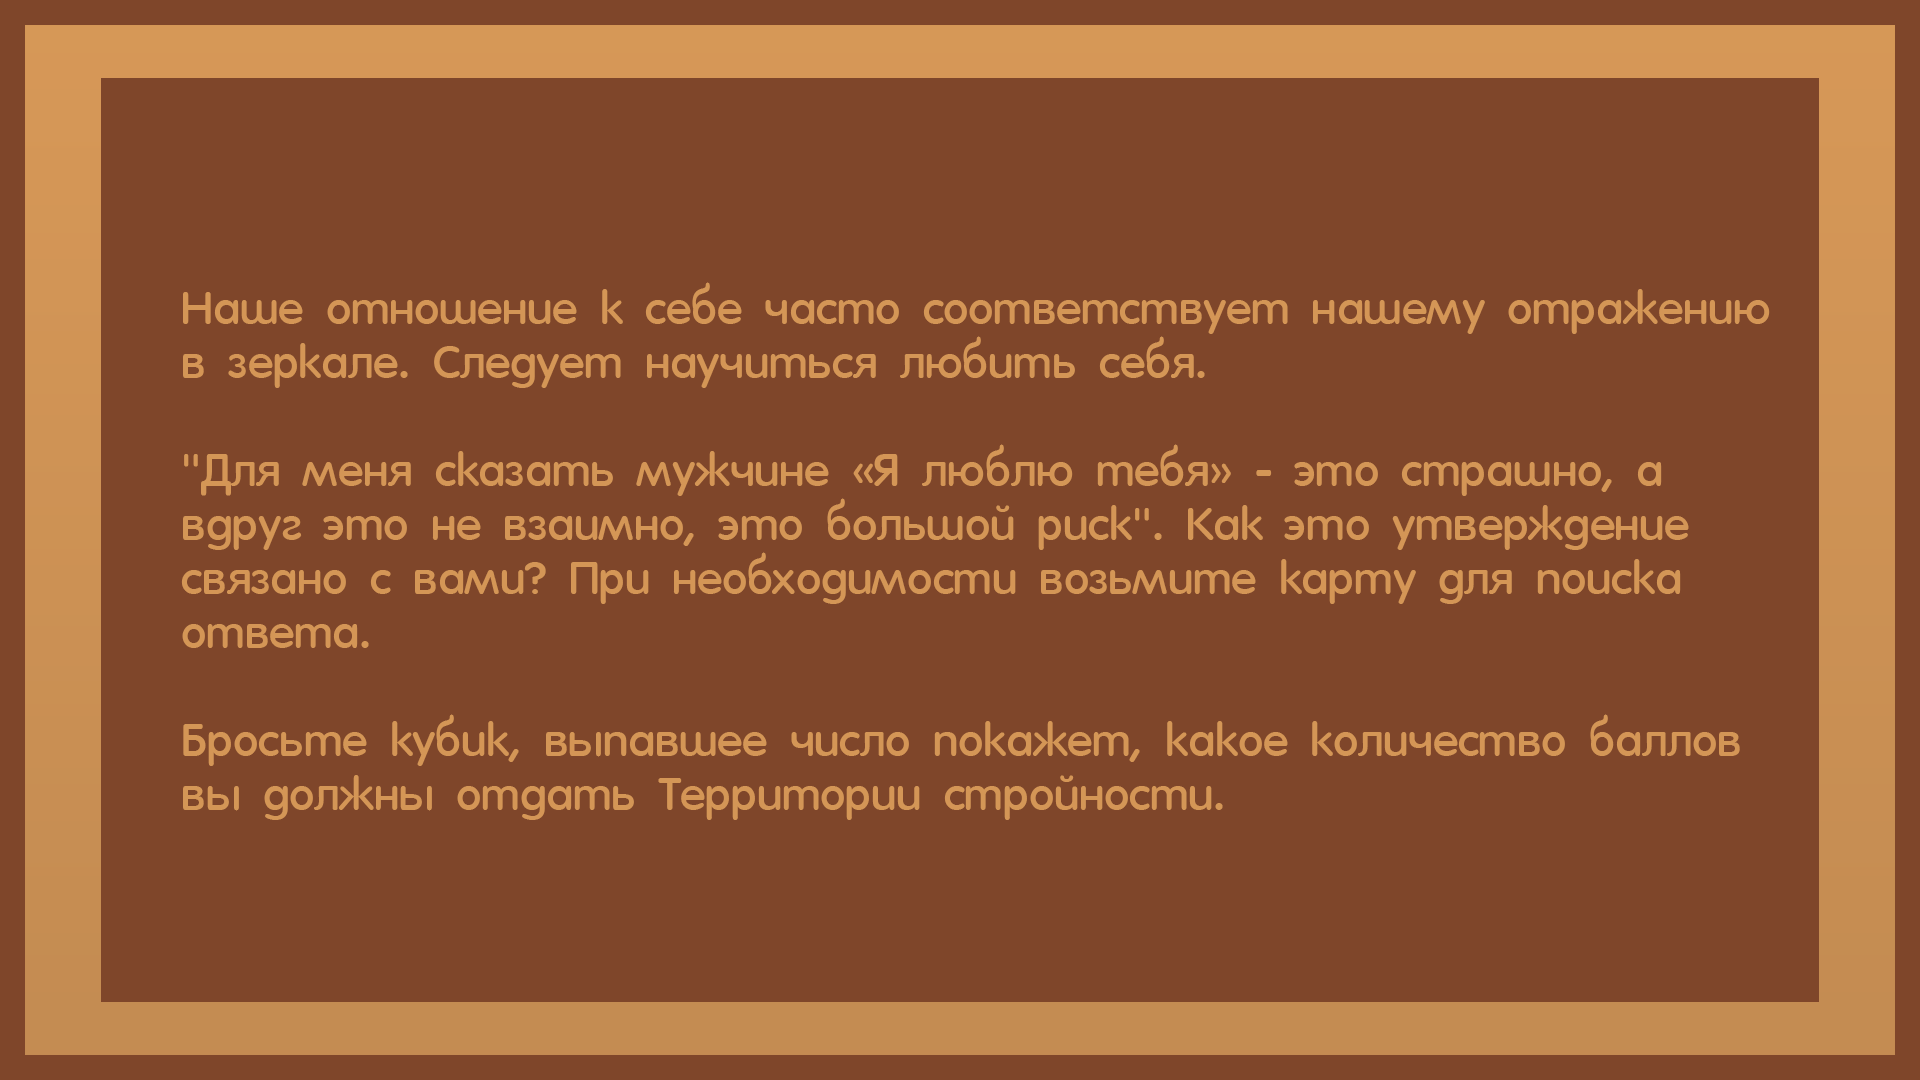 Наше отношение к себе часто соответствует нашему отражению
в зеркале. Следует научиться любить себя.
"Для меня сказать мужчине «Я люблю тебя» - это страшно, а
вдруг это не взаимно, это большой риск". Как это утверждение
связано с вами? При необходимости возьмите карту для поиска
ответа.
Бросьте кубик, выпавшее число покажет, какое количество баллов
вы должны отдать Территории стройности.